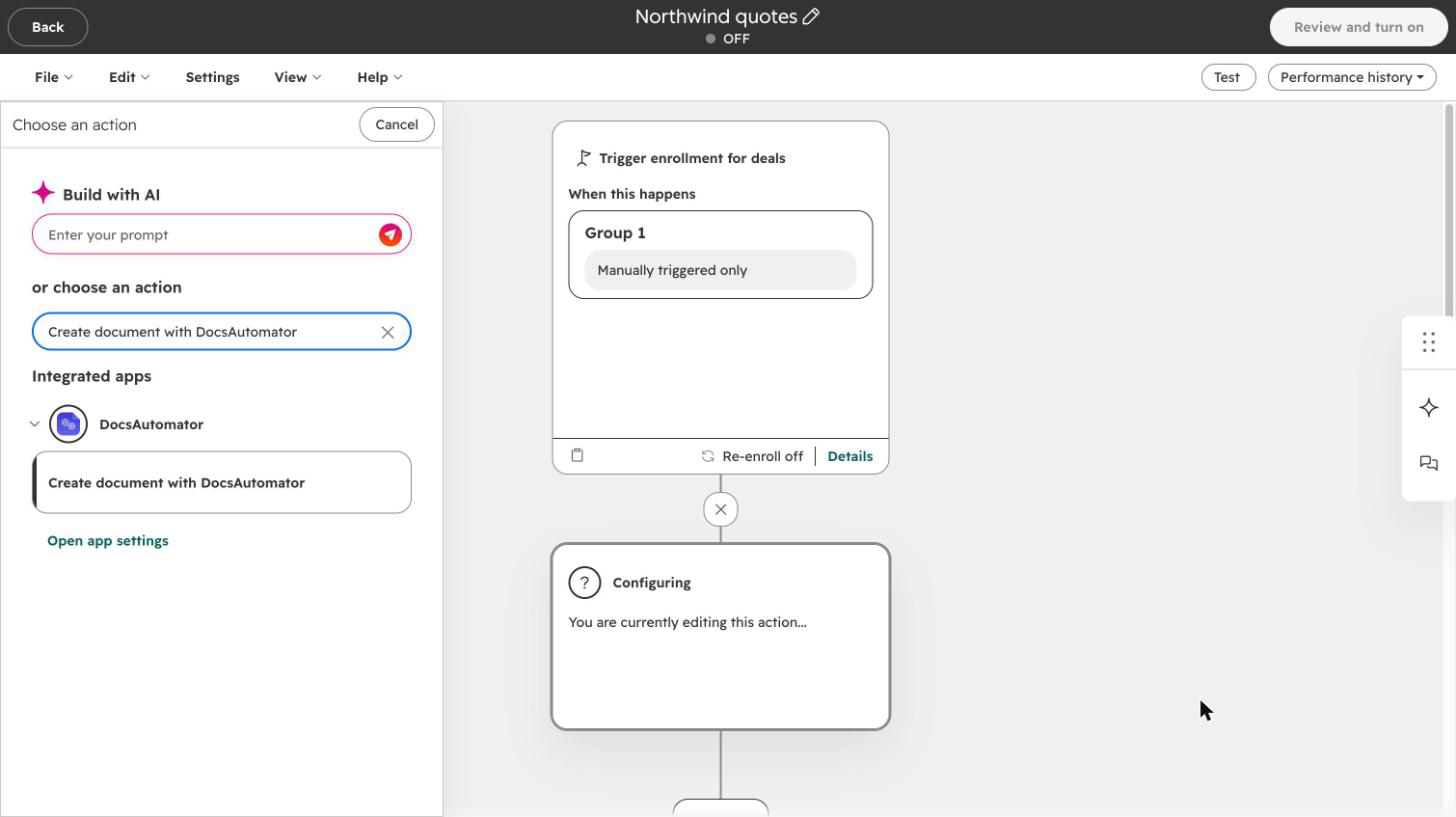 Back
Northwind quotes
OFF
Review and turn on
File
Edit
Settings
View
Help
Test
Performance history
Choose an action
Cancel
Build with AI
Enter your prompt
or choose an action
Create document with DocsAutomator
Integrated apps
DocsAutomator
Create document with DocsAutomator
Open app settings
Trigger enrollment for deals
When this happens
Group 1
Manually triggered only
Re-enroll off
Details
?
Configuring
You are currently editing this action...